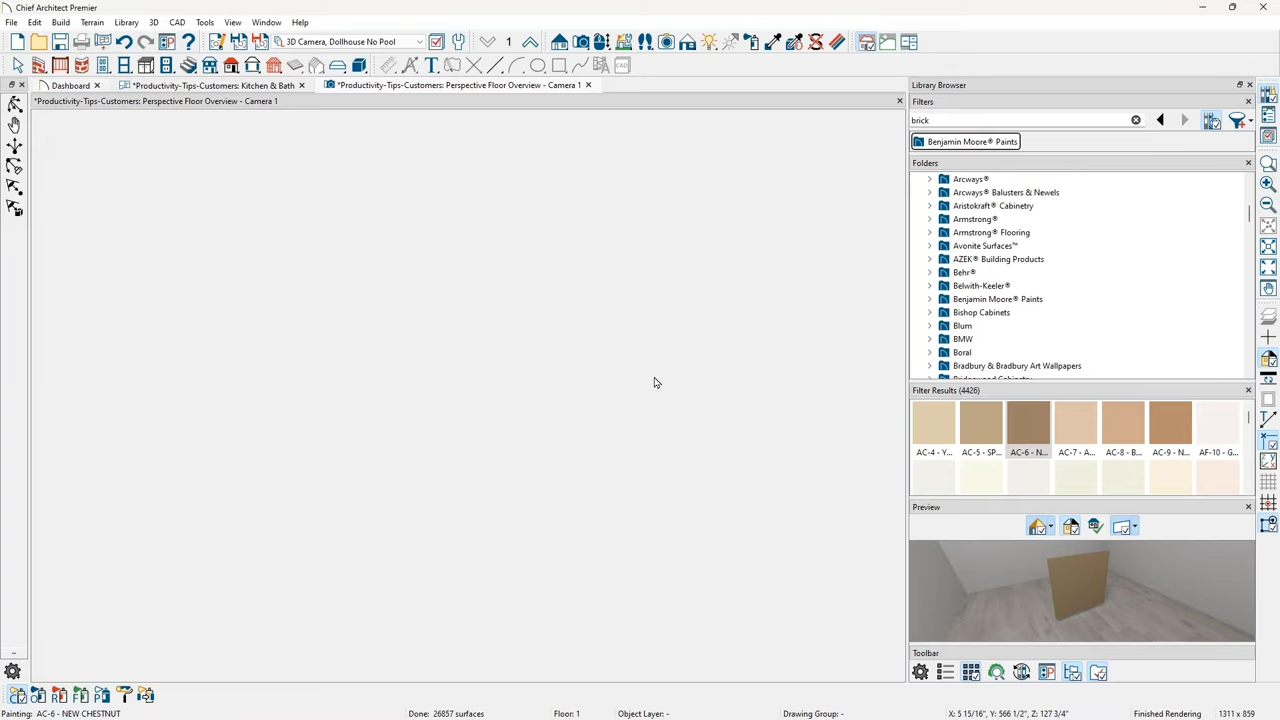 Chief Architect Premier
File Edit Build Terrain Library 3D CAD Tools View Window Help
1 3D Camera, Dollhouse No Pool
Dashboard *Productivity-Tips-Customers: Kitchen & Bath *Productivity-Tips-Customers: Perspective Floor Overview - Camera 1
*Productivity-Tips-Customers: Perspective Floor Overview - Camera 1
Library Browser
Filters
brick
Benjamin Moore® Paints
Folders
Arcways®
Arcways® Balusters & Newels
Aristokraft® Cabinetry
Armstrong®
Armstrong® Flooring
Avonite Surfaces™
AZEK® Building Products
Behr®
Belwith-Keeler®
Benjamin Moore® Paints
Bishop Cabinets
Blum
BMW
Boral
Bradbury & Bradbury Art Wallpapers
Filter Results (4426)
AC-4 - Y... AC-5 - SP... AC-6 - N... AC-7 - A... AC-8 - B... AC-9 - N... AF-10 - G...
Preview
Toolbar
Painting: AC-6 - NEW CHESTNUT Done: 26857 surfaces Floor: 1 Object Layer: - Drawing Group: - X: 5 15/16", Y: 566 1/2", Z: 127 3/4" Finished Rendering 1311 x 859